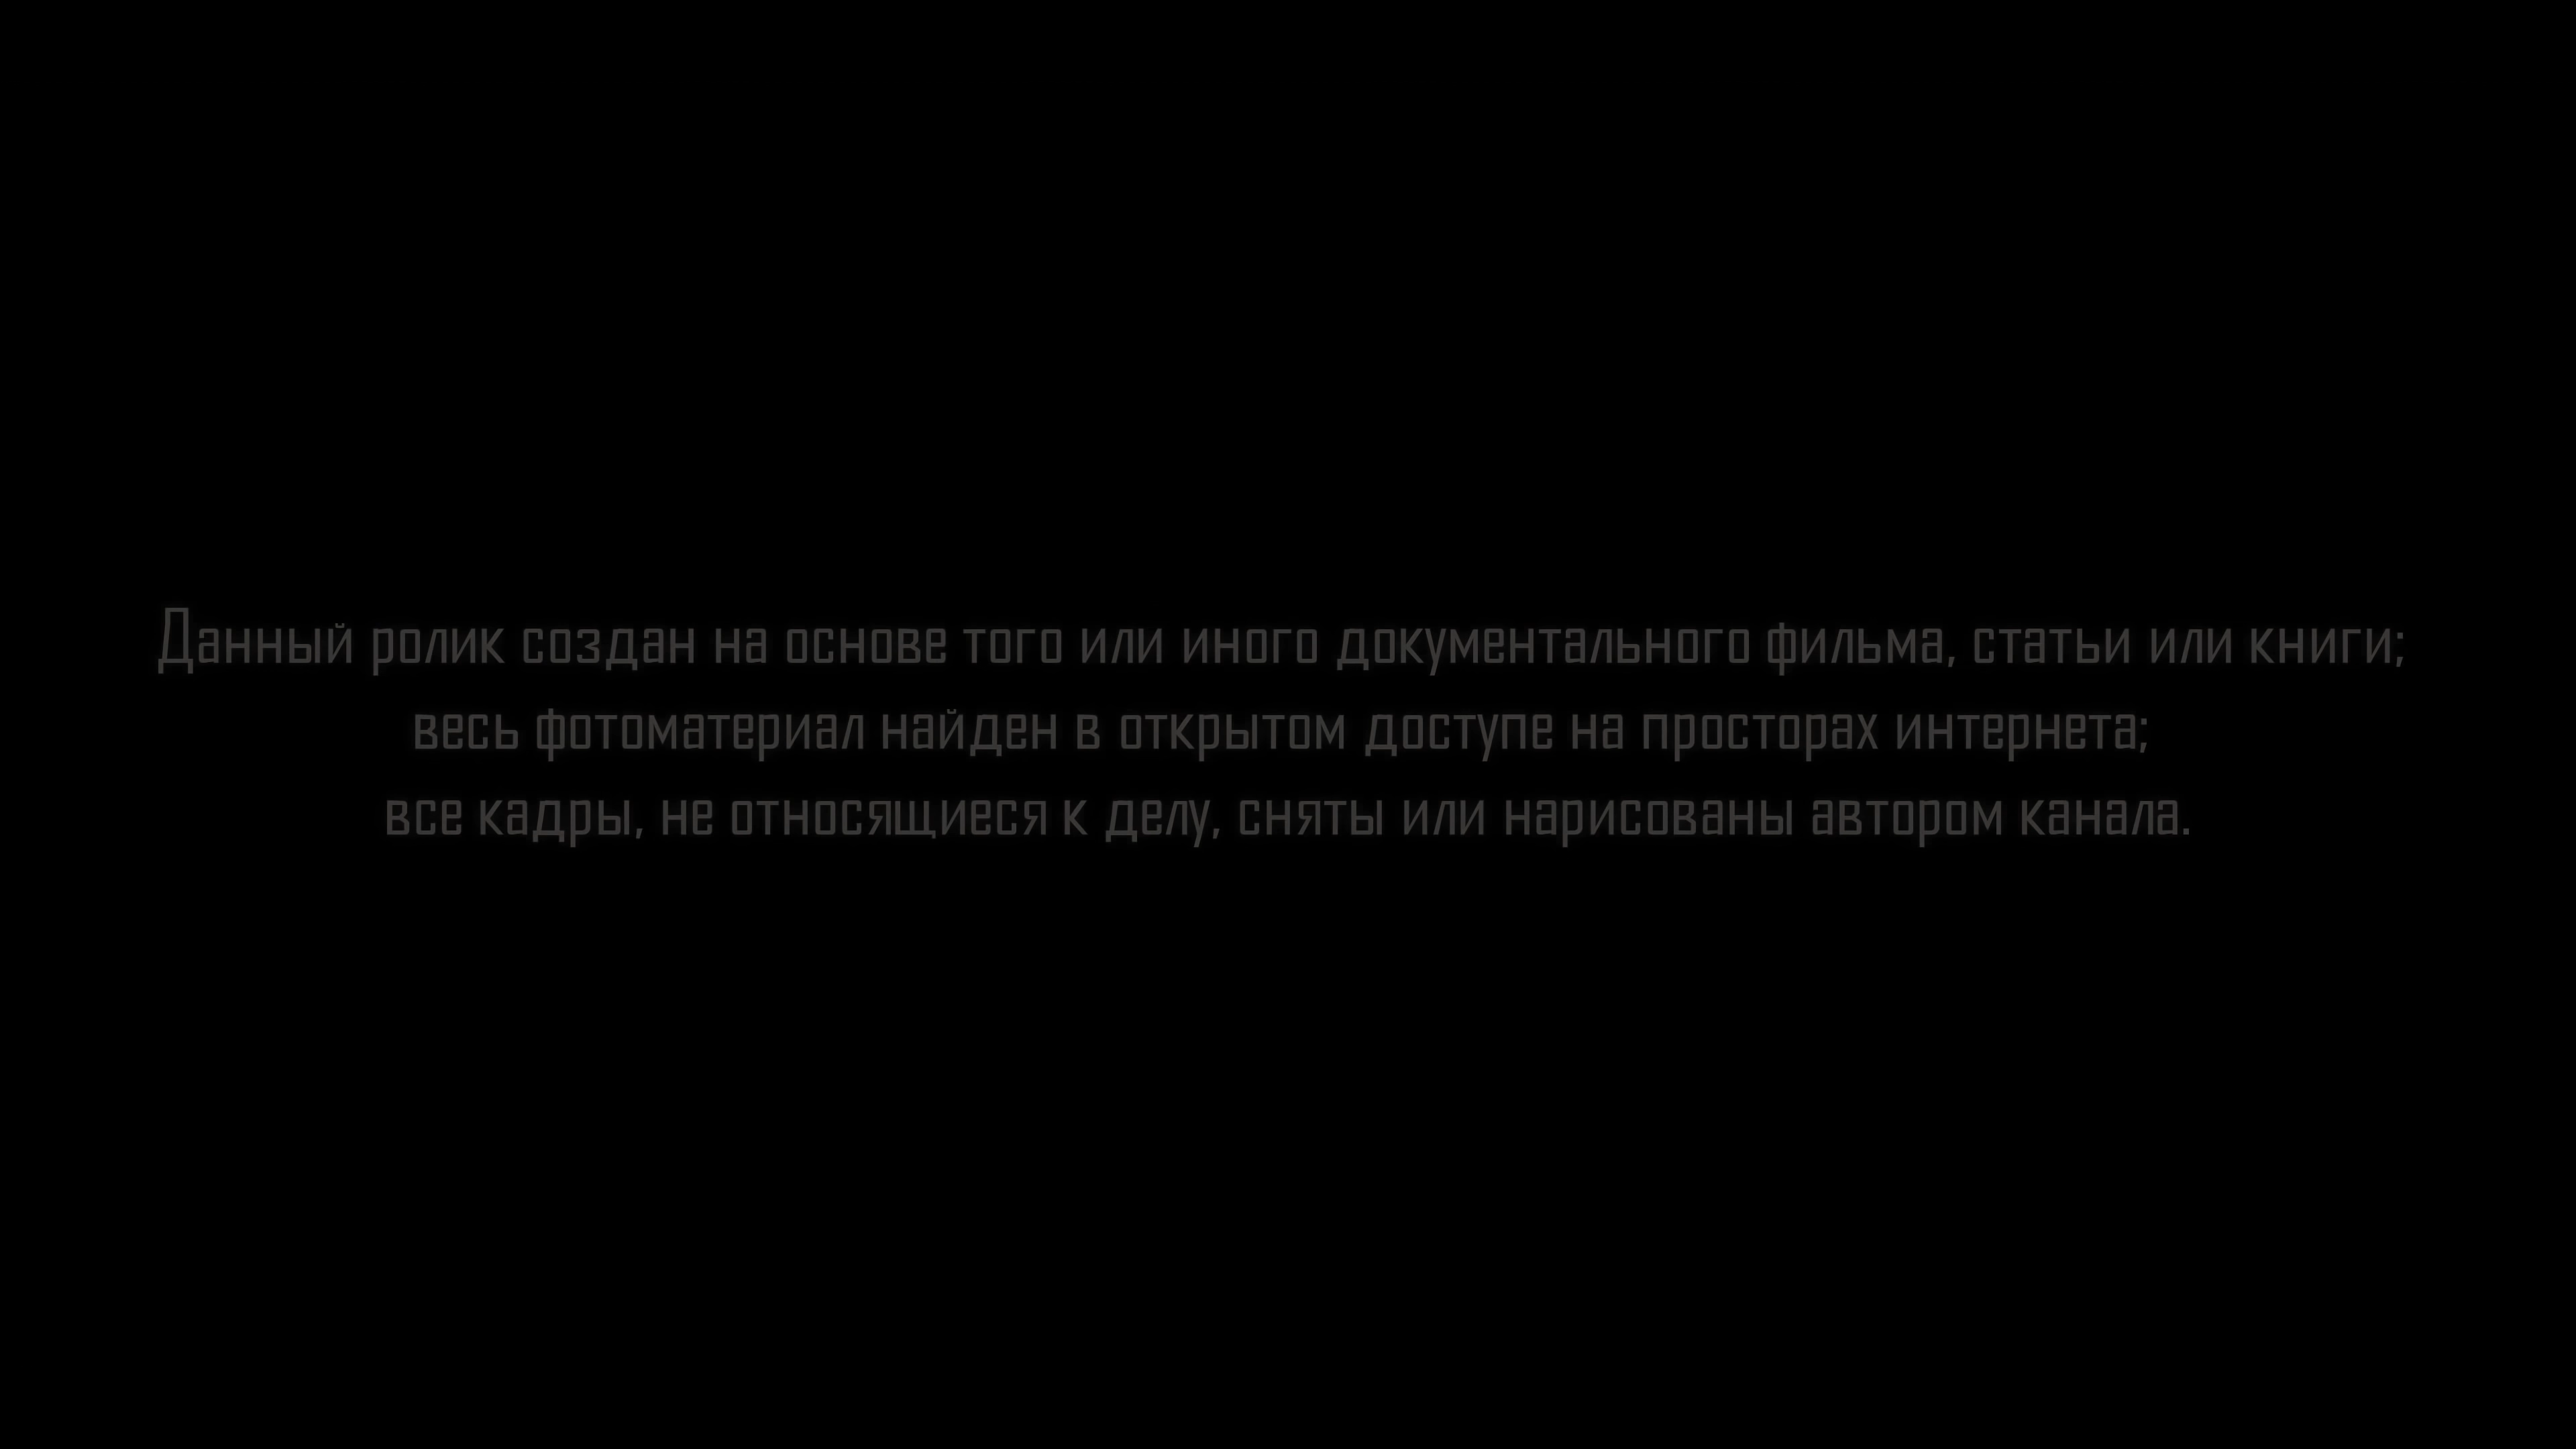 Данный ролик создан на основе того или иного документального фильма, статьи или книги;
весь фотоматериал найден в открытом доступе на просторах интернета;
все кадры, не относящиеся к делу, сняты или нарисованы автором канала.